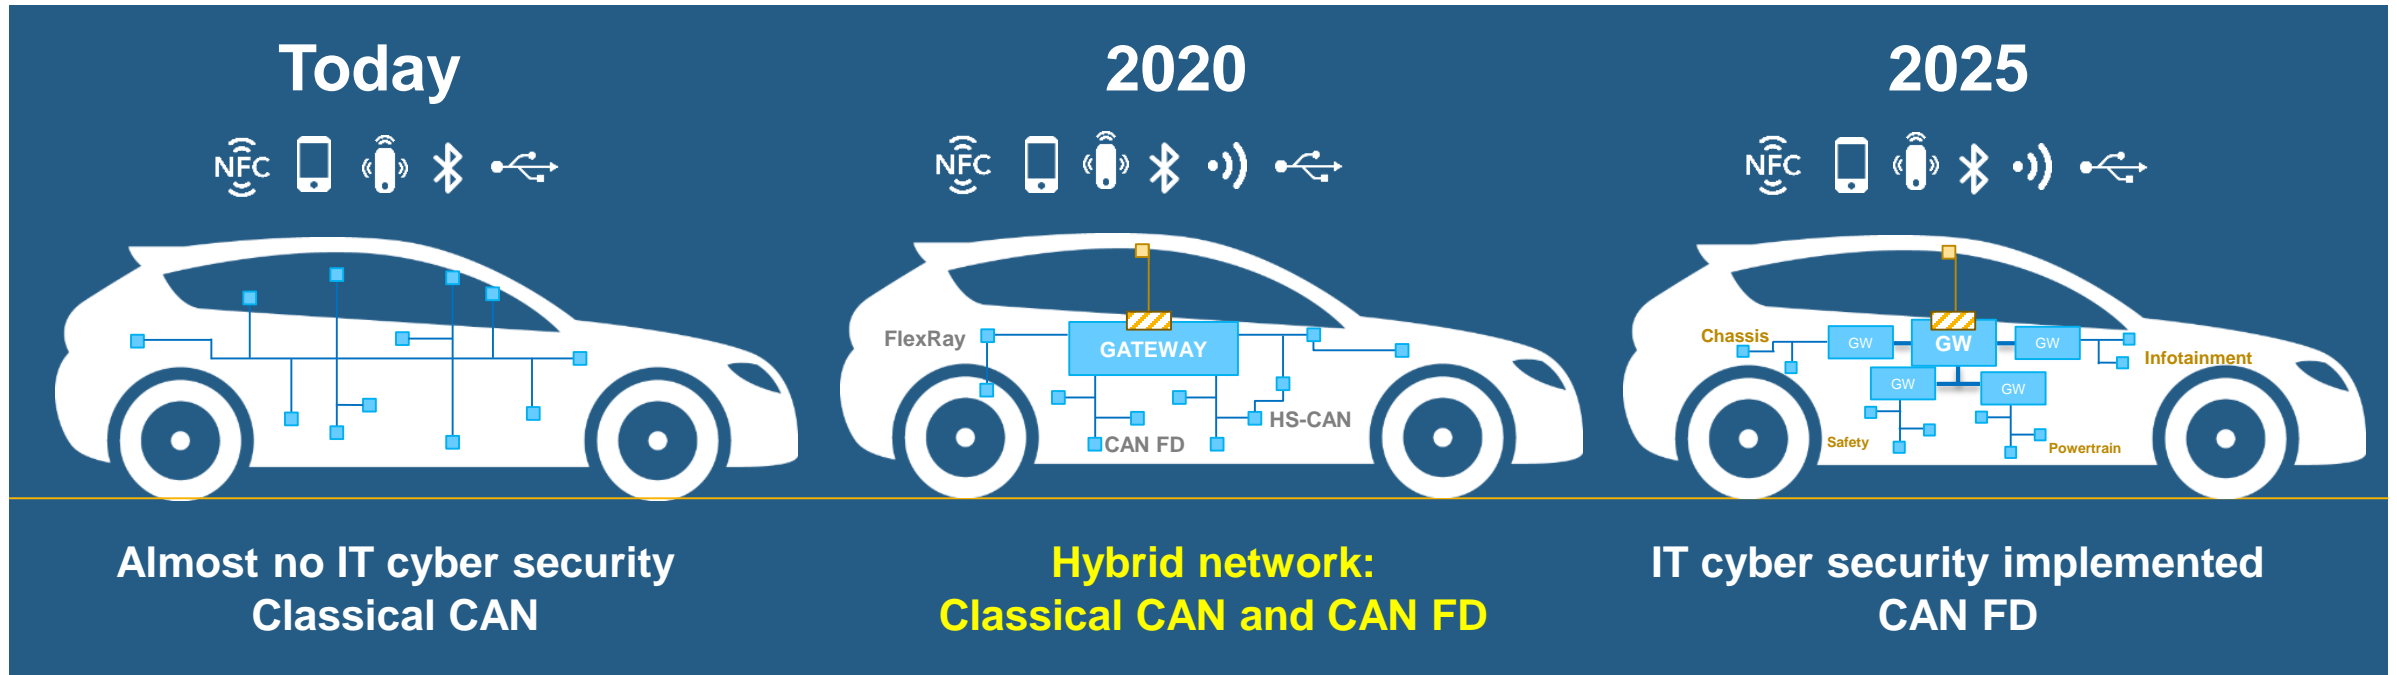 Today
2020
2025
NFC
NFC
NFC
FlexRay
GATEWAY
HS-CAN
CAN FD
Chassis
GW
GW
GW
Infotainment
GW
GW
Safety
Powertrain
Almost no IT cyber security
Classical CAN
Hybrid network:
Classical CAN and CAN FD
IT cyber security implemented
CAN FD